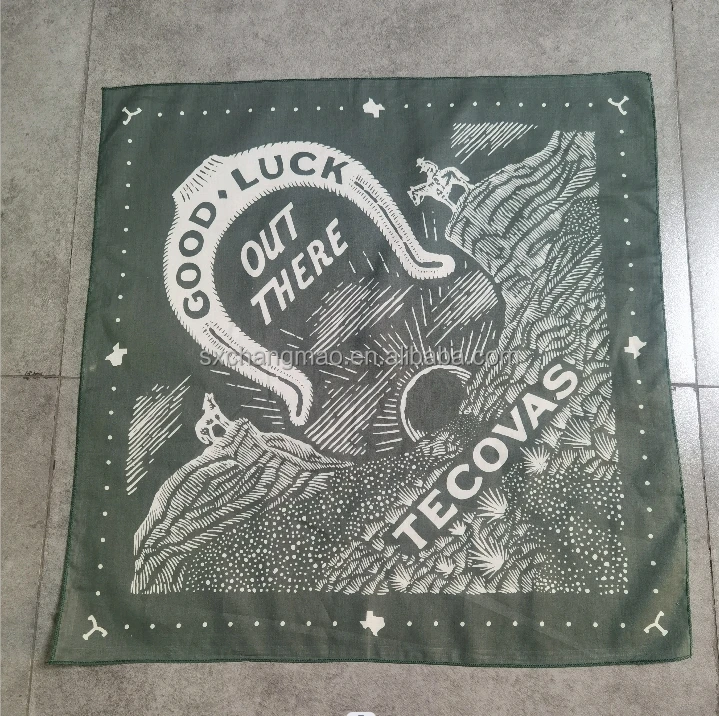 GOOD • LUCK
OUT
THERE
sxchangmao.en.alibaba.com
TECOVAS